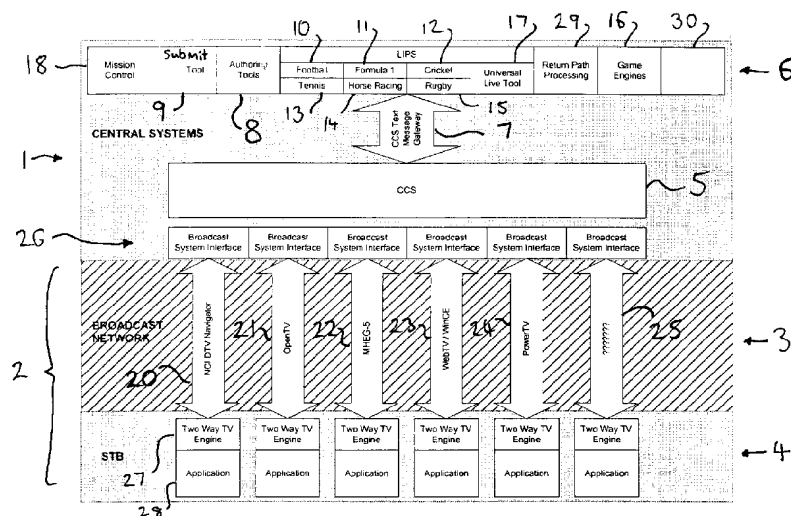 10 11 12 17 29 16 30
18 Mission Control Submit Tool Authoring Tools LIPS Return Path Processing Game Engines 6
Football Formula 1 Cricket Universal Live Tool
Tennis Horse Racing Rugby
9 8 13 14 15
CCS Text Message Gateway 7
CENTRAL SYSTEMS
1
CCS 5
26 Broadcast System Interface Broadcast System Interface Broadcast System Interface Broadcast System Interface Broadcast System Interface Broadcast System Interface
2 BROADCAST NETWORK 3
20 NCI DTV Navigator 21 OpenTV 22 MHEG-5 23 WebTV / WinCE 24 PowerTV ??????? 25
STB 4
27 Two Way TV Engine Two Way TV Engine Two Way TV Engine Two Way TV Engine Two Way TV Engine Two Way TV Engine
28 Application Application Application Application Application Application